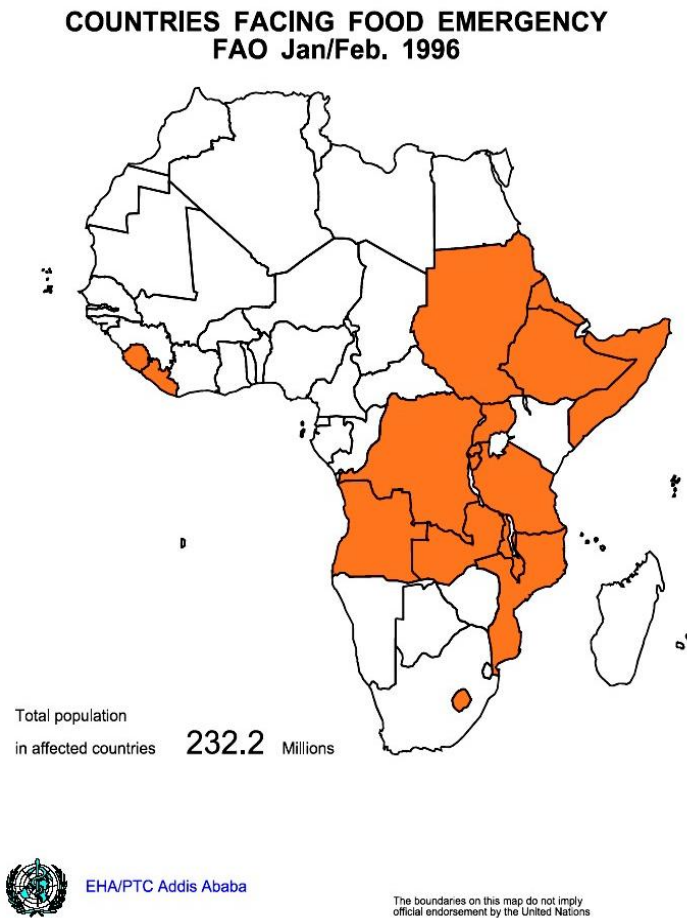 COUNTRIES FACING FOOD EMERGENCY
FAO Jan/Feb. 1996
Total population
in affected countries 232.2 Millions
EHA/PTC Addis Ababa
The boundaries on this map do not imply
official endorsement by the United Nations